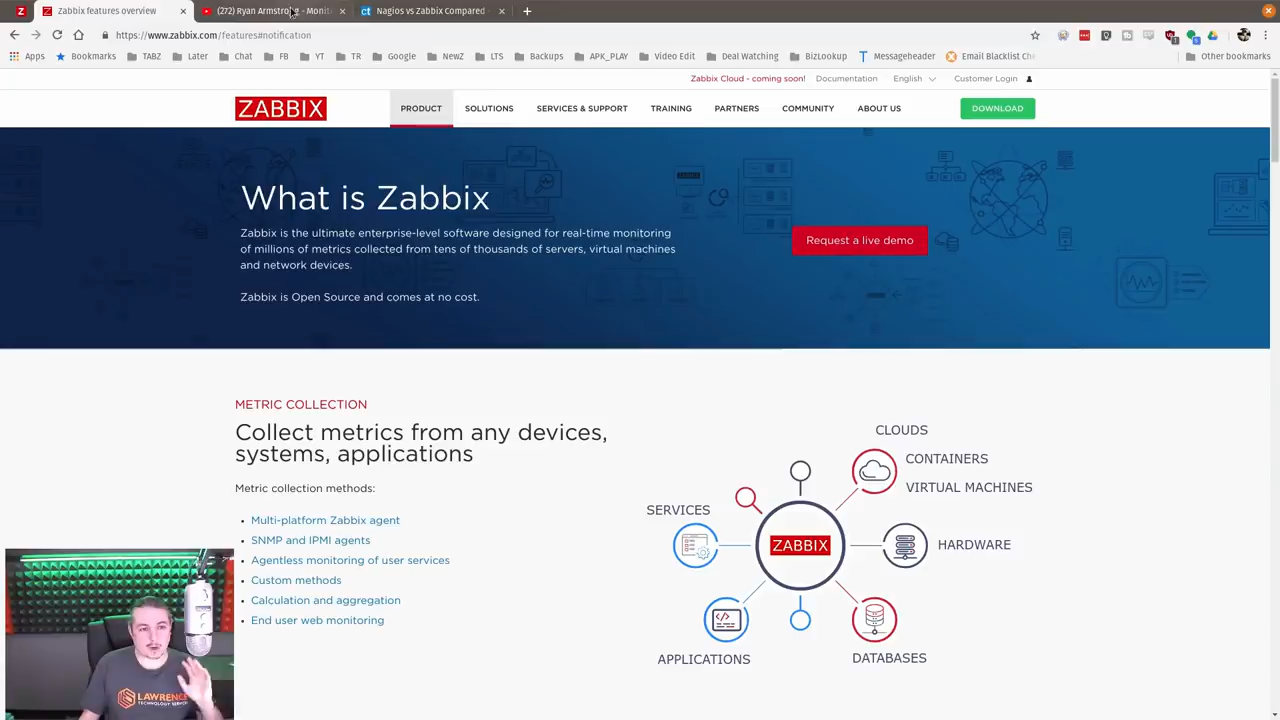 Zabbix features overview
(272) Ryan Armstrong - Monit
Nagios vs Zabbix Compared
https://www.zabbix.com/features#notification
Apps
Bookmarks
TABZ
Later
Chat
FB
YT
TR
Google
NewZ
LTS
Backups
APK_PLAY
Video Edit
Deal Watching
BizLookup
Messageheader
Email Blacklist Che
Other bookmarks
Zabbix Cloud - coming soon!
Documentation
English
Customer Login
ZABBIX
PRODUCT
SOLUTIONS
SERVICES & SUPPORT
TRAINING
PARTNERS
COMMUNITY
ABOUT US
DOWNLOAD
What is Zabbix
Zabbix is the ultimate enterprise-level software designed for real-time monitoring
of millions of metrics collected from tens of thousands of servers, virtual machines
and network devices.
Zabbix is Open Source and comes at no cost.
Request a live demo
METRIC COLLECTION
Collect metrics from any devices,
systems, applications
Metric collection methods:
Multi-platform Zabbix agent
SNMP and IPMI agents
Agentless monitoring of user services
Custom methods
Calculation and aggregation
End user web monitoring
CLOUDS
CONTAINERS
VIRTUAL MACHINES
SERVICES
ZABBIX
HARDWARE
APPLICATIONS
DATABASES
LAWRENCE
TECHNOLOGY SERVICES